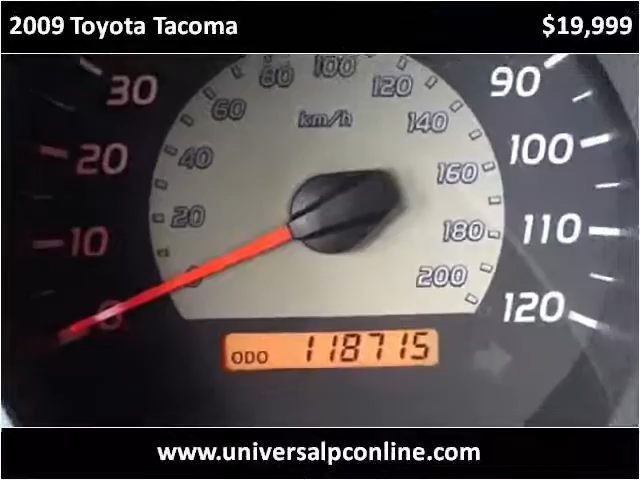 2009 Toyota Tacoma $19,999
80 100 120
30 60 km/h 140 90
20 40 160 100
10 20 180 110
0 0 200 120
ODO 118715
www.universalpconline.com